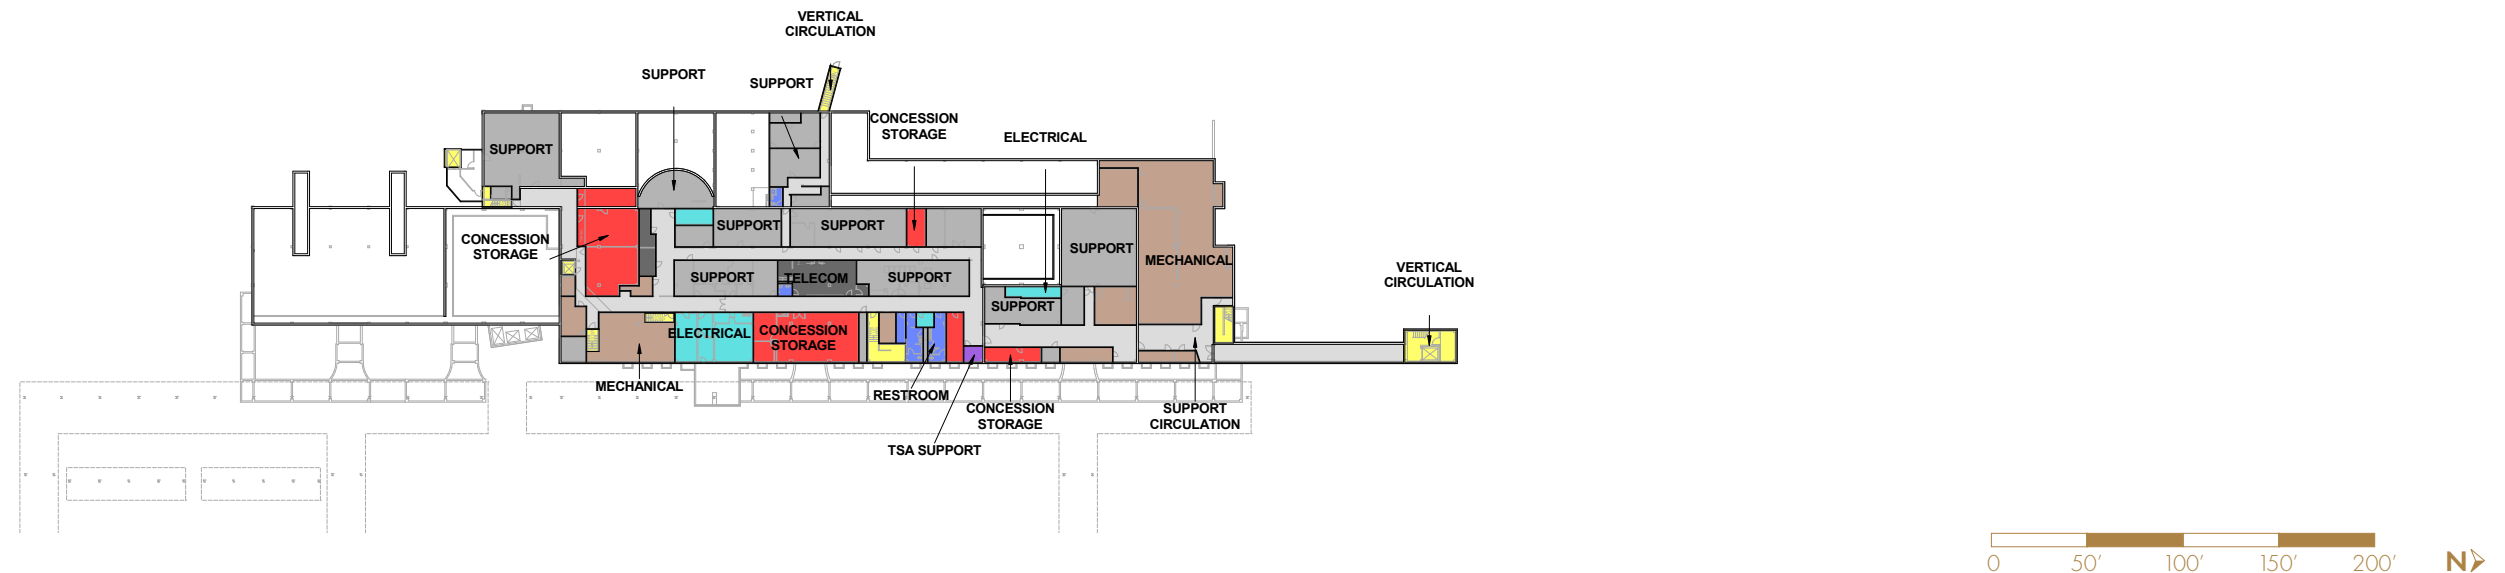 VERTICAL
CIRCULATION
SUPPORT
SUPPORT
CONCESSION
STORAGE
ELECTRICAL
SUPPORT
CONCESSION
STORAGE
SUPPORT
SUPPORT
SUPPORT
MECHANICAL
SUPPORT
TELECOM
SUPPORT
VERTICAL
CIRCULATION
SUPPORT
ELECTRICAL
CONCESSION
STORAGE
MECHANICAL
RESTROOM
CONCESSION
STORAGE
SUPPORT
CIRCULATION
TSA SUPPORT
0 50' 100' 150' 200'
N